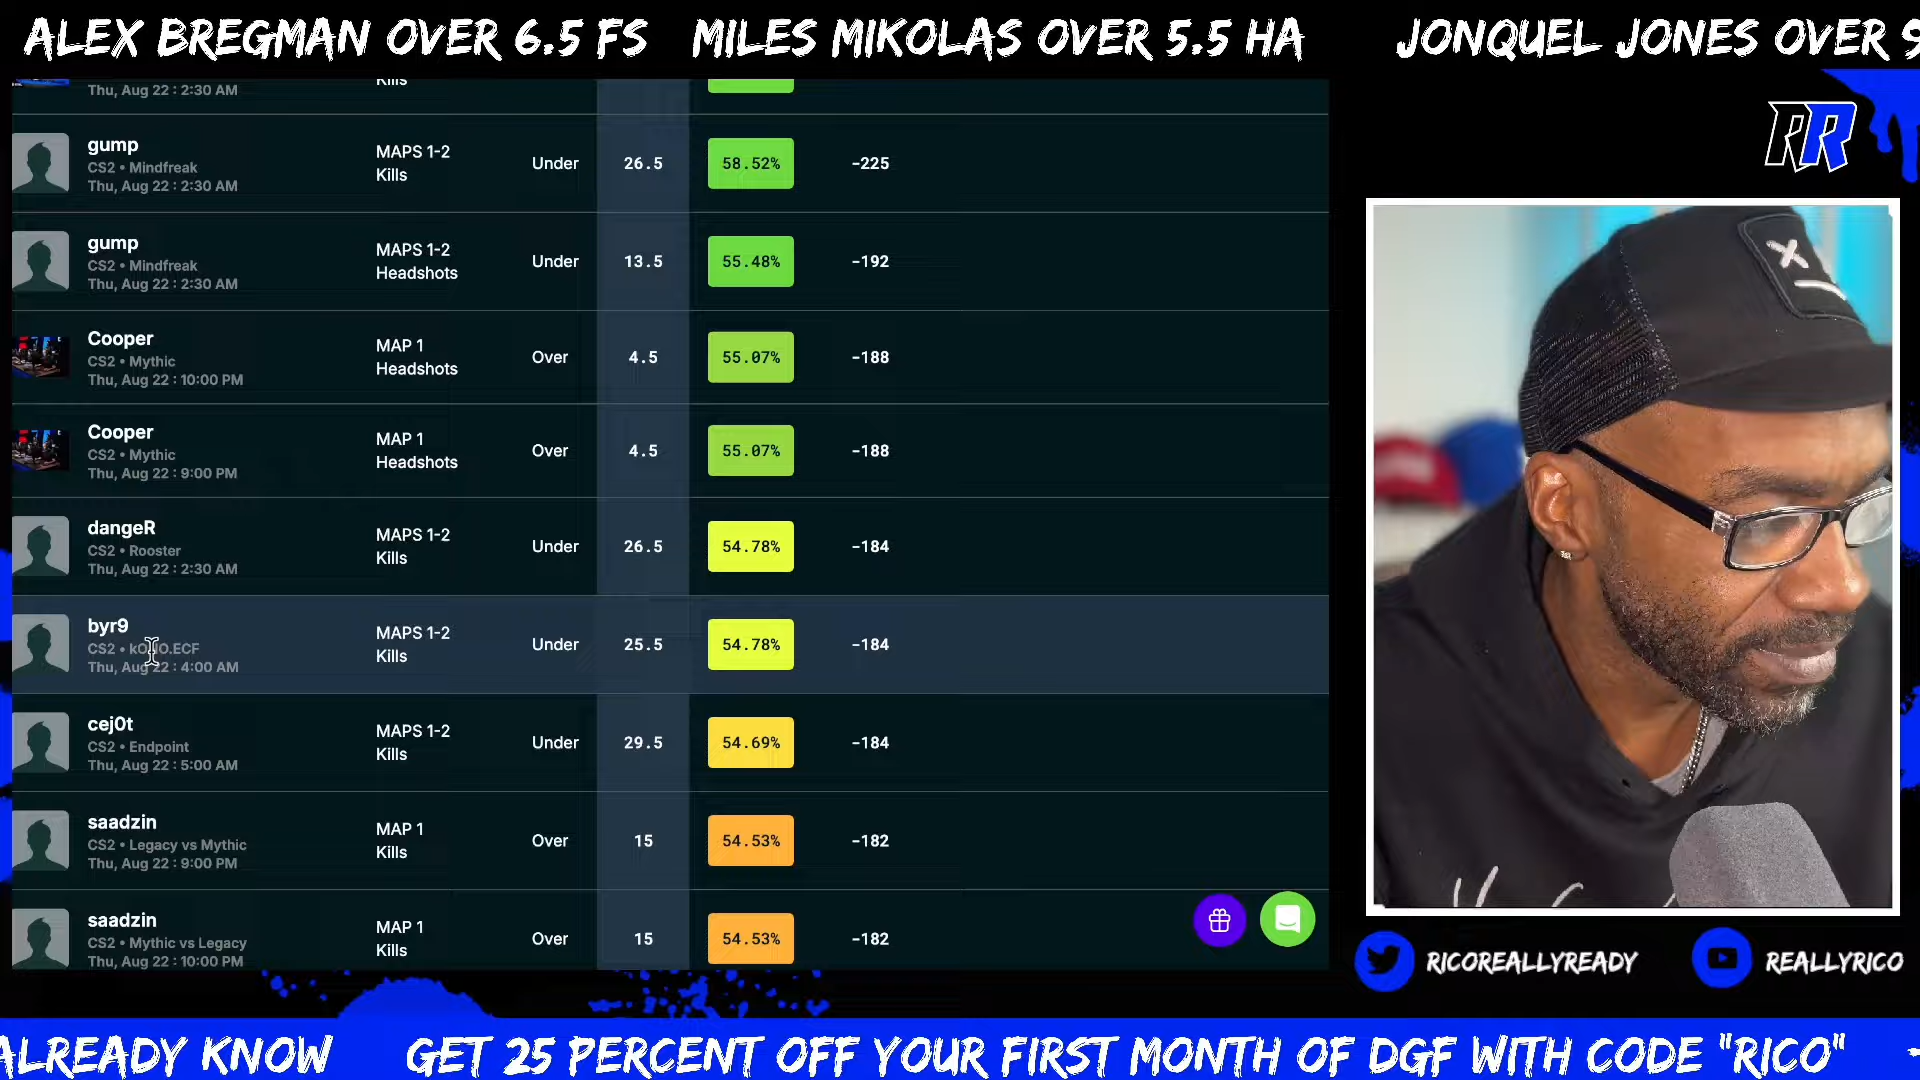 ALEX BREGMAN OVER 6.5 FS MILES MIKOLAS OVER 5.5 HA JONQUEL JONES OVER
Kills
Thu, Aug 22 : 2:30 AM
gump
CS2 • Mindfreak
Thu, Aug 22 : 2:30 AM
MAPS 1-2
Kills
Under
26.5
58.52%
-225
gump
CS2 • Mindfreak
Thu, Aug 22 : 2:30 AM
MAPS 1-2
Headshots
Under
13.5
55.48%
-192
Cooper
CS2 • Mythic
Thu, Aug 22 : 10:00 PM
MAP 1
Headshots
Over
4.5
55.07%
-188
Cooper
CS2 • Mythic
Thu, Aug 22 : 9:00 PM
MAP 1
Headshots
Over
4.5
55.07%
-188
dangeR
CS2 • Rooster
Thu, Aug 22 : 2:30 AM
MAPS 1-2
Kills
Under
26.5
54.78%
-184
byr9
CS2 •
Thu, Aug 22 : 4:00 AM
MAPS 1-2
Kills
Under
25.5
54.78%
-184
cej0t
CS2 • Endpoint
Thu, Aug 22 : 5:00 AM
MAPS 1-2
Kills
Under
29.5
54.69%
-184
saadzin
CS2 • Legacy vs Mythic
Thu, Aug 22 : 9:00 PM
MAP 1
Kills
Over
15
54.53%
-182
saadzin
CS2 • Mythic vs Legacy
Thu, Aug 22 : 10:00 PM
MAP 1
Kills
Over
15
54.53%
-182
RR
RICOREALLYREADY
REALLYRICO
ALREADY KNOW GET 25 PERCENT OFF YOUR FIRST MONTH OF DGF WITH CODE "RICO"